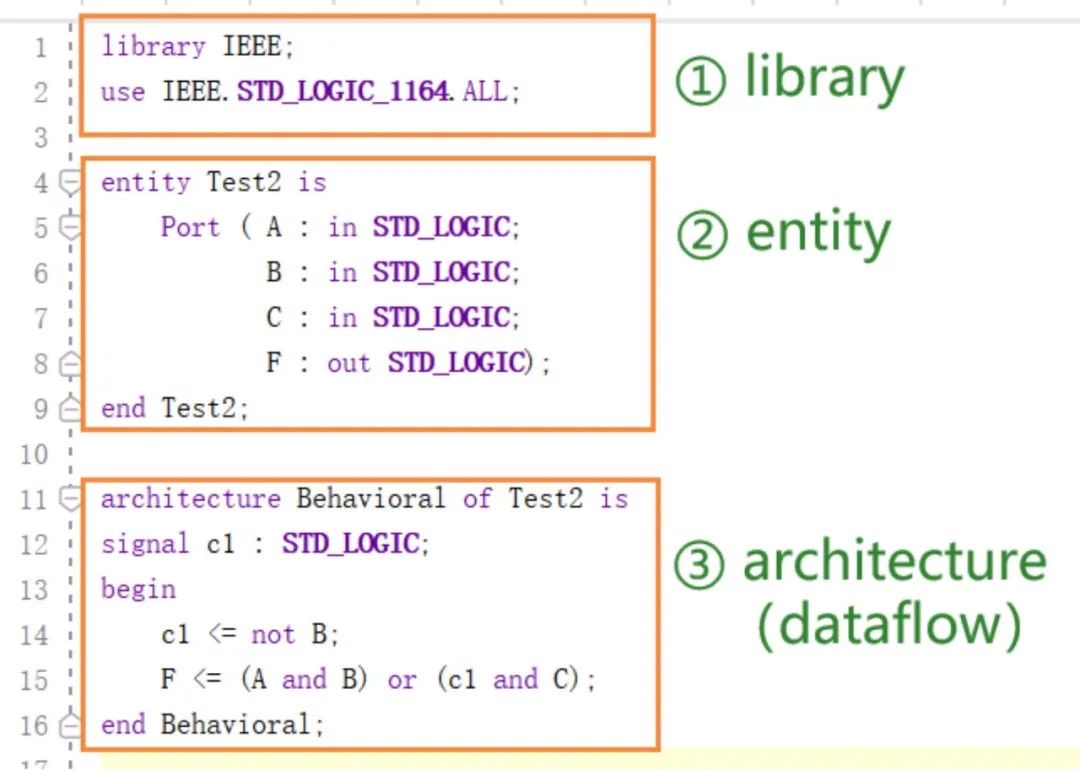 1 library IEEE;
2 use IEEE.STD_LOGIC_1164.ALL;
3
① library
4 entity Test2 is
5 Port ( A : in STD_LOGIC;
6 B : in STD_LOGIC;
7 C : in STD_LOGIC;
8 F : out STD_LOGIC);
9 end Test2;
② entity
10
11 architecture Behavioral of Test2 is
12 signal c1 : STD_LOGIC;
13 begin
14 c1 <= not B;
15 F <= (A and B) or (c1 and C);
16 end Behavioral;
③ architecture
(dataflow)
17